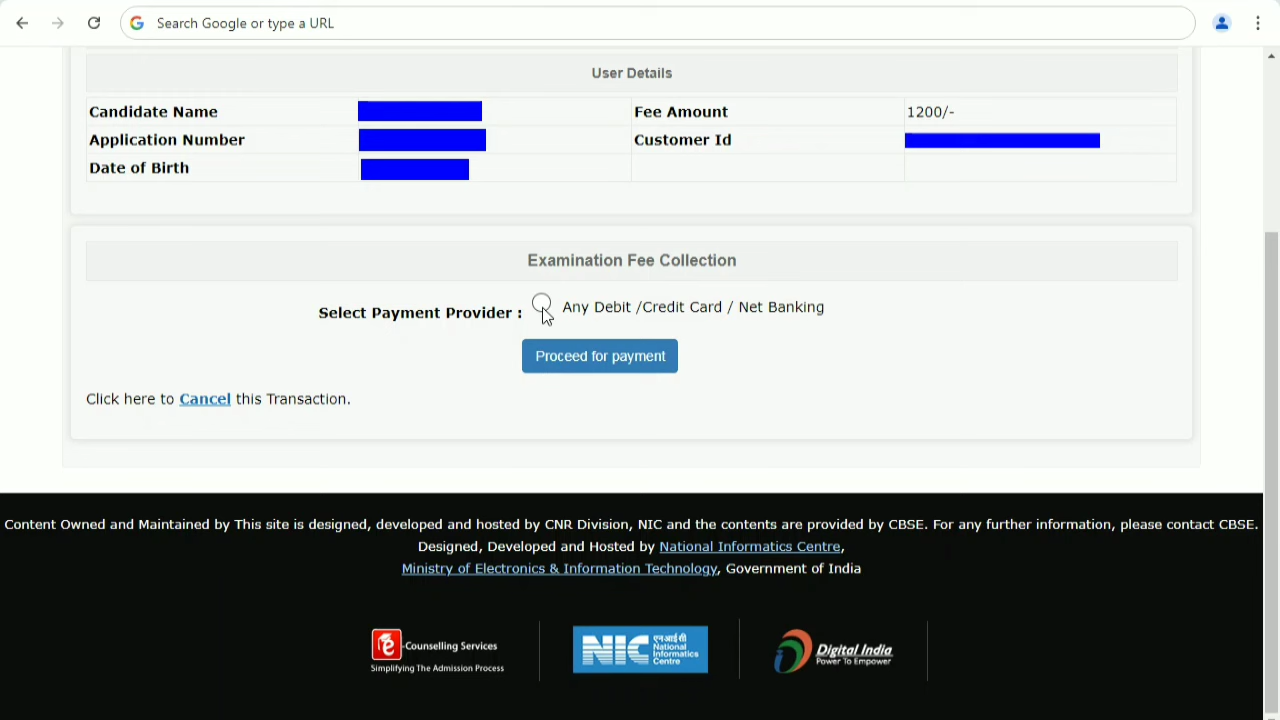 Search Google or type a URL
User Details
Candidate Name
Fee Amount
1200/-
Application Number
Customer Id
Date of Birth
Examination Fee Collection
Select Payment Provider : Any Debit /Credit Card / Net Banking
Proceed for payment
Click here to Cancel this Transaction.
Content Owned and Maintained by This site is designed, developed and hosted by CNR Division, NIC and the contents are provided by CBSE. For any further information, please contact CBSE.
Designed, Developed and Hosted by National Informatics Centre,
Ministry of Electronics & Information Technology, Government of India
e-Counselling Services
Simplifying The Admission Process
NIC एनआईसी
National
Informatics
Centre
Digital India
Power To Empower